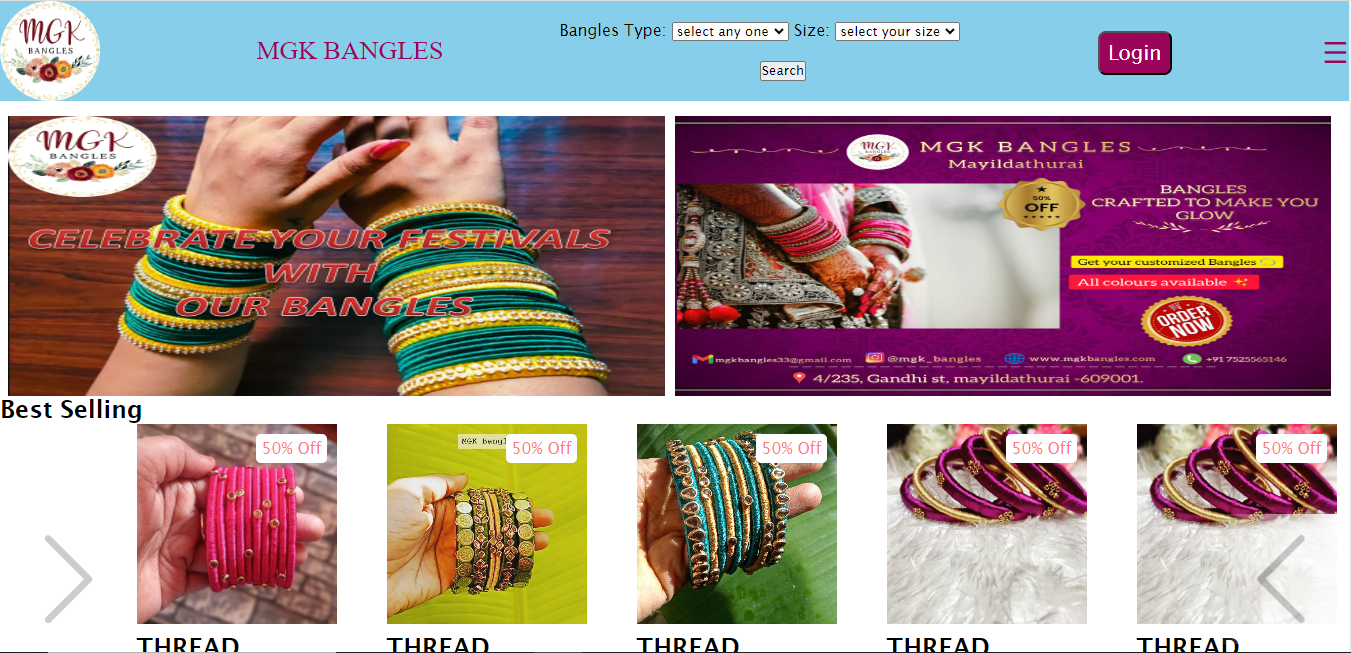 MGK
BANGLES
MGK BANGLES
Bangles Type: select any one Size: select your size
Search
Login
MGK
BANGLES
CELEBRATE YOUR FESTIVALS
WITH
OUR BANGLES
MGK
BANGLES
MGK BANGLES
Mayildathurai
50%
OFF
BANGLES
CRAFTED TO MAKE YOU
GLOW
Get your customized Bangles
All colours available
ORDER
NOW
mgkbangles33@gmail.com @mgk_bangles www.mgkbangles.com +91 7525565146
4/235, Gandhi st, mayildathurai -609001.
Best Selling
50% Off
MGK Bangl
50% Off
50% Off
50% Off
50% Off
THREAD THREAD THREAD THREAD THREAD